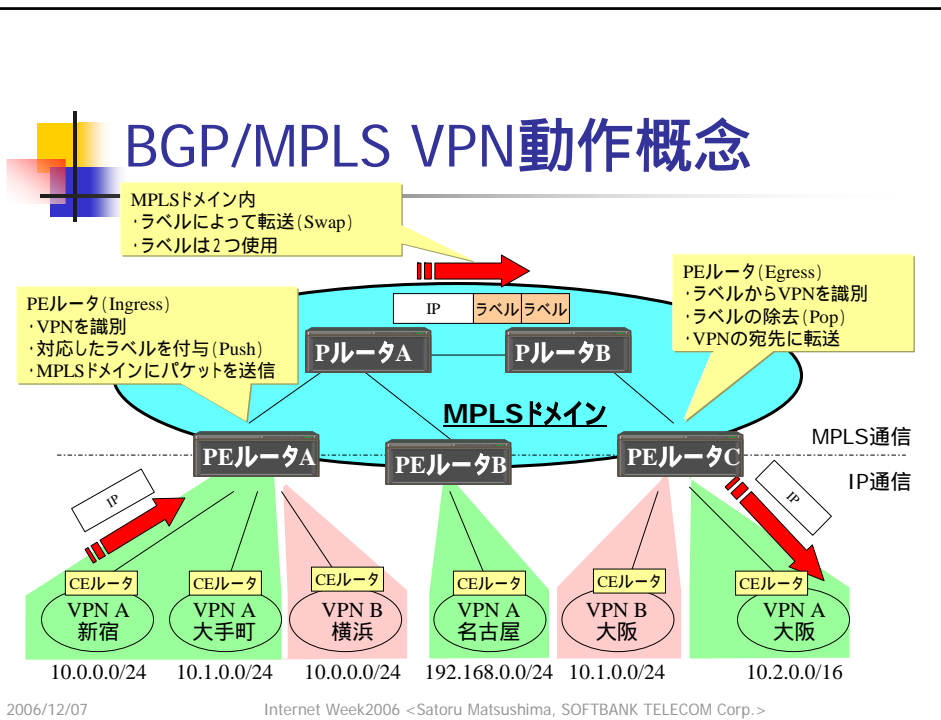 BGP/MPLS VPN動作概念
MPLSドメイン内
・ラベルによって転送(Swap)
・ラベルは2つ使用
PEルータ(Ingress)
・VPNを識別
・対応したラベルを付与(Push)
・MPLSドメインにパケットを送信
PEルータ(Egress)
・ラベルからVPNを識別
・ラベルの除去(Pop)
・VPNの宛先に転送
IP ラベル ラベル
PルータA PルータB
MPLSドメイン
PEルータA PEルータB PEルータC
MPLS通信
IP通信
IP
IP
CEルータ CEルータ CEルータ CEルータ CEルータ CEルータ
VPN A VPN A VPN B VPN A VPN B VPN A
新宿 大手町 横浜 名古屋 大阪 大阪
10.0.0.0/24 10.1.0.0/24 10.0.0.0/24 192.168.0.0/24 10.1.0.0/24 10.2.0.0/16
2006/12/07 Internet Week2006 <Satoru Matsushima, SOFTBANK TELECOM Corp.>